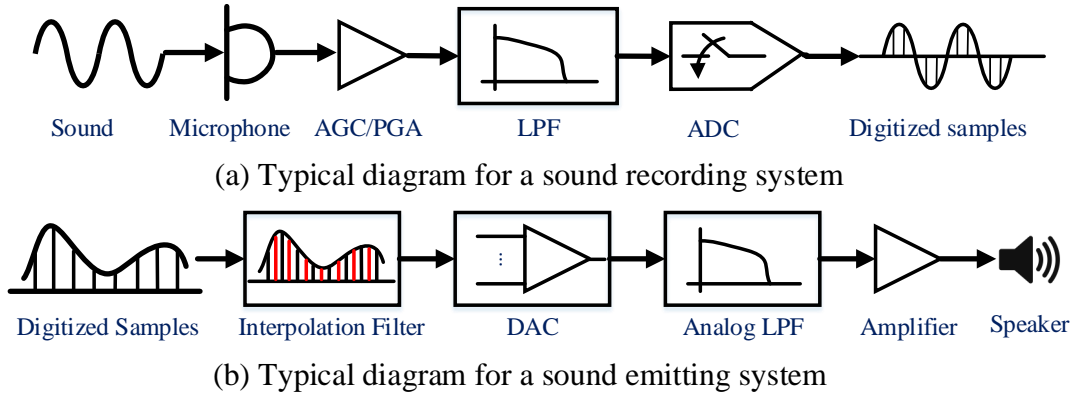 Sound Microphone AGC/PGA LPF ADC Digitized samples
(a) Typical diagram for a sound recording system
Digitized Samples Interpolation Filter DAC Analog LPF Amplifier Speaker
(b) Typical diagram for a sound emitting system